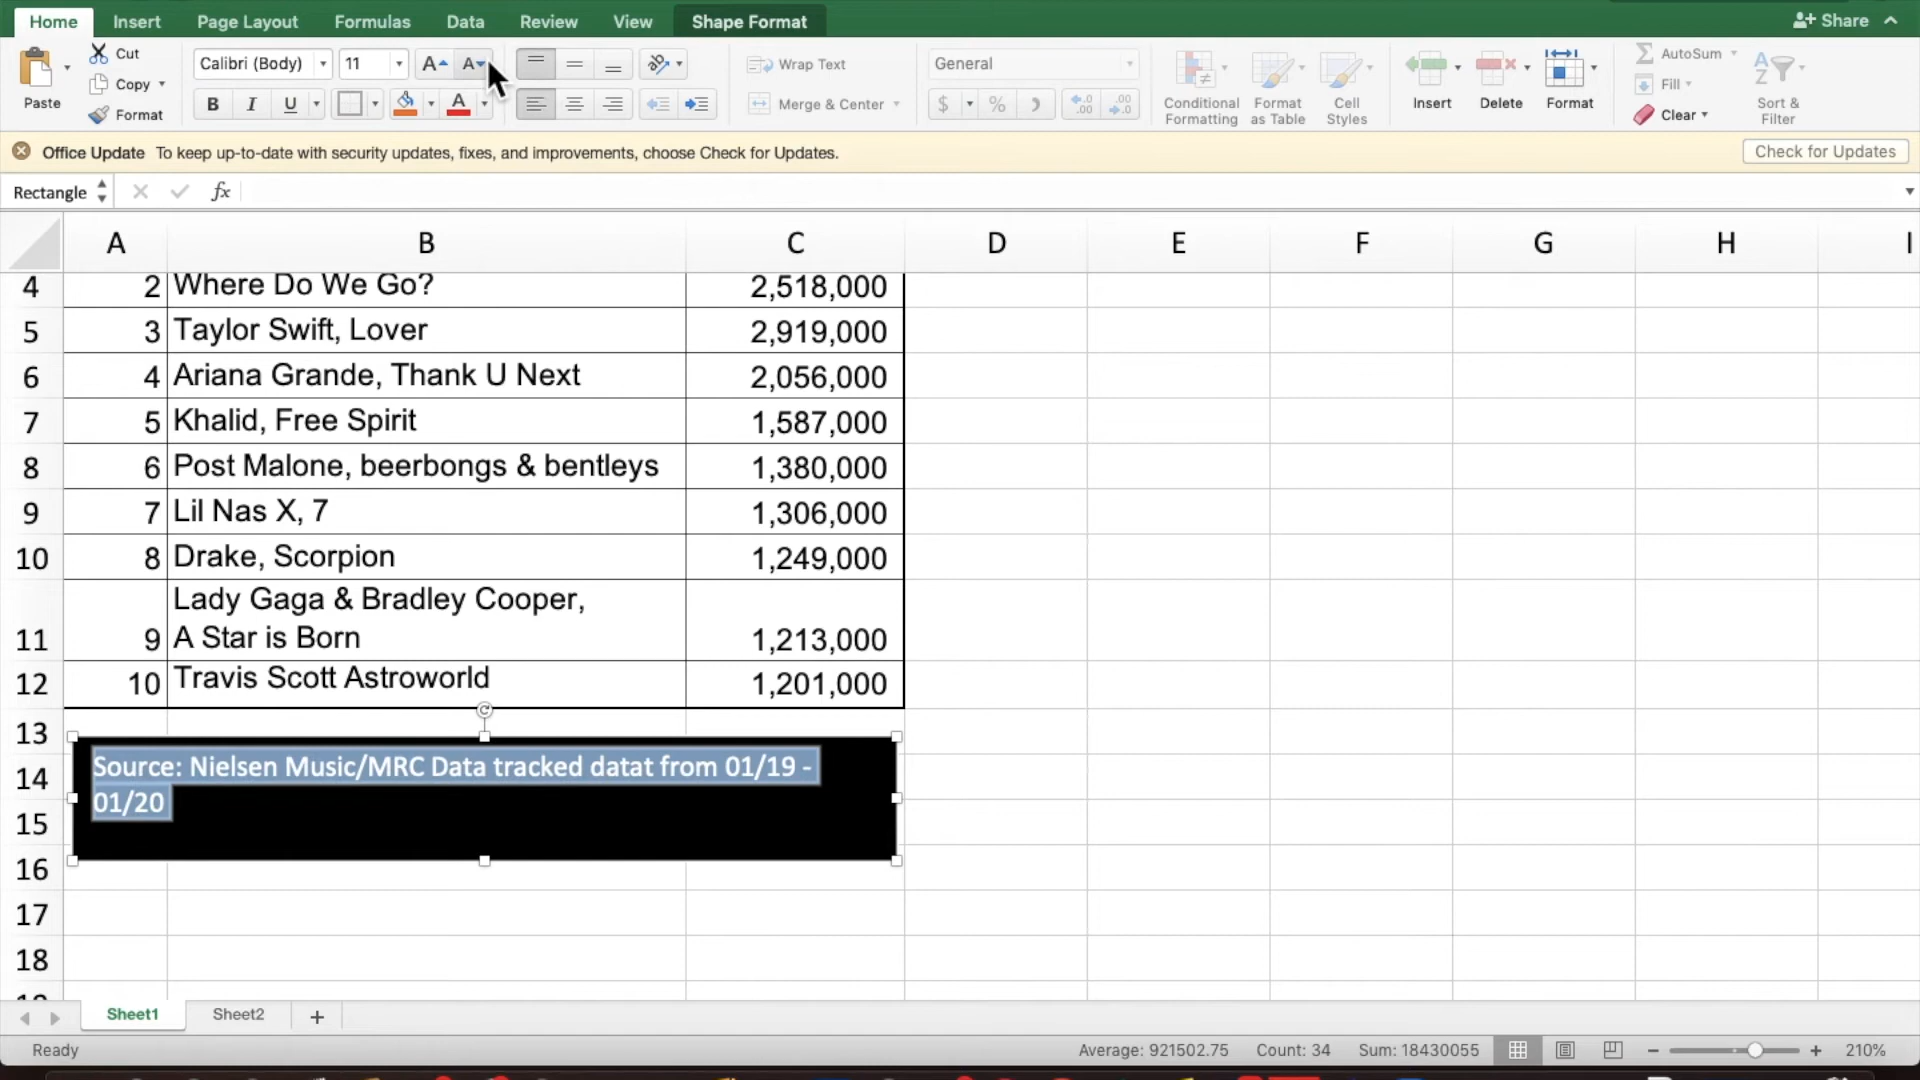 Home Insert Page Layout Formulas Data Review View Shape Format Share
Cut Calibri (Body) 11 A A Wrap Text General AutoSum
Copy Fill
Paste Format B I U A Merge & Center $ % Conditional Formatting Format as Table Cell Styles Insert Delete Format Clear Sort & Filter
Office Update To keep up-to-date with security updates, fixes, and improvements, choose Check for Updates. Check for Updates
Rectangle fx
A B C D E F G H I
4 2 Where Do We Go? 2,518,000
5 3 Taylor Swift, Lover 2,919,000
6 4 Ariana Grande, Thank U Next 2,056,000
7 5 Khalid, Free Spirit 1,587,000
8 6 Post Malone, beerbongs & bentleys 1,380,000
9 7 Lil Nas X, 7 1,306,000
10 8 Drake, Scorpion 1,249,000
Lady Gaga & Bradley Cooper,
11 9 A Star is Born 1,213,000
12 10 Travis Scott Astroworld 1,201,000
13
14 Source: Nielsen Music/MRC Data tracked datat from 01/19 -
15 01/20
16
17
18
Sheet1 Sheet2 +
Ready Average: 921502.75 Count: 34 Sum: 18430055 - + 210%